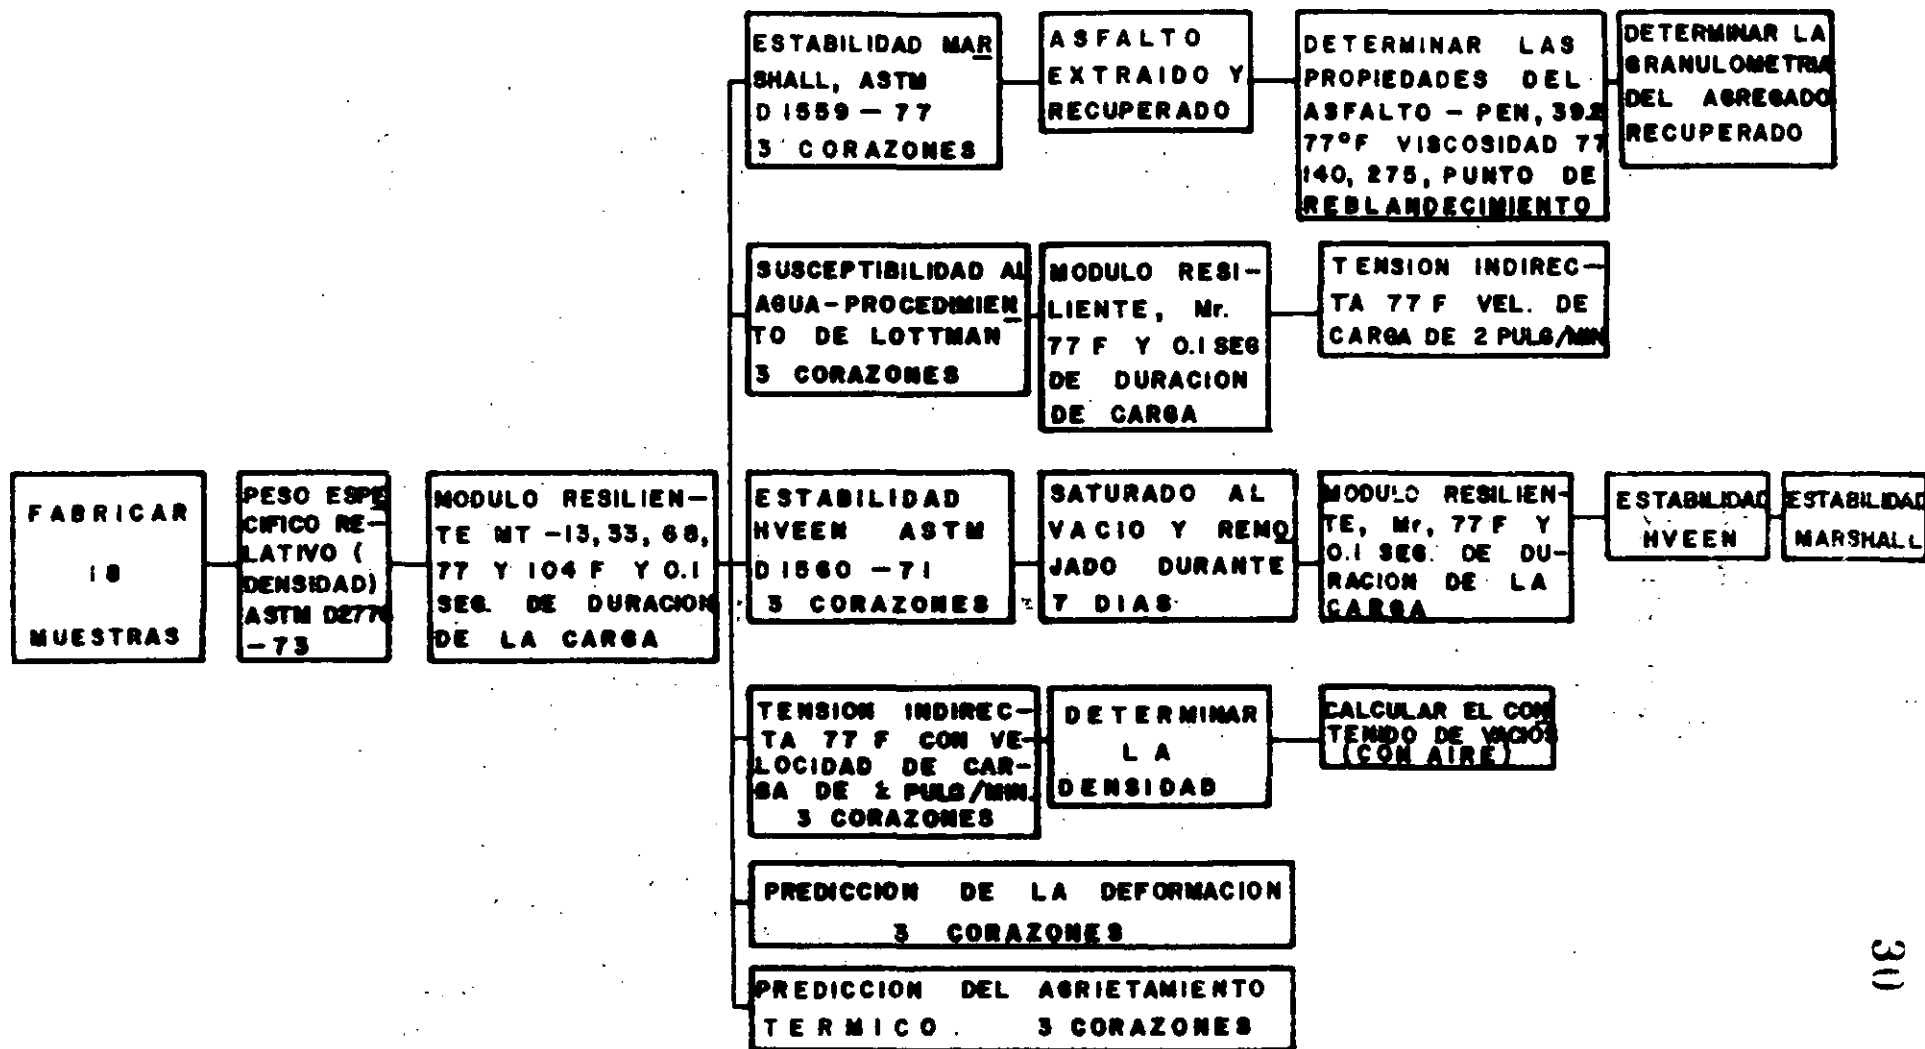 ESTABILIDAD MAR
SHALL, ASTM
D 1559 - 77
3 CORAZONES
ASFALTO
EXTRAIDO Y
RECUPERADO
DETERMINAR LAS
PROPIEDADES DEL
ASFALTO - PEN, 39.2
77°F VISCOSIDAD 77
140, 275, PUNTO DE
REBLANDECIMIENTO
DETERMINAR LA
GRANULOMETRIA
DEL AGREGADO
RECUPERADO
SUSCEPTIBILIDAD AL
AGUA-PROCEDIMIEN
TO DE LOTTMAN
3 CORAZONES
MODULO RESI-
LIENTE, Mr.
77 F Y 0.1 SEG
DE DURACION
DE CARGA
TENSION INDIREC-
TA 77 F VEL. DE
CARGA DE 2 PULG/MIN
FABRICAR
18
MUESTRAS
PESO ESPE
CIFICO RE-
LATIVO (
DENSIDAD)
ASTM D2776
-73
MODULO RESILIEN-
TE MT -13, 33, 68,
77 Y 104 F Y 0.1
SEG. DE DURACION
DE LA CARGA
ESTABILIDAD
HVEEN ASTM
D 1560 - 71
3 CORAZONES
SATURADO AL
VACIO Y REMO
JADO DURANTE
7 DIAS
MODULO RESILIEN-
TE, Mr, 77 F Y
0.1 SEG. DE DU-
RACION DE LA
CARGA
ESTABILIDAD
HVEEN
ESTABILIDAD
MARSHALL
TENSION INDIREC-
TA 77 F CON VE-
LOCIDAD DE CAR-
GA DE 2 PULG/MIN.
3 CORAZONES
DETERMINAR
LA
DENSIDAD
CALCULAR EL CON
TENIDO DE VACIOS
(CON AIRE)
PREDICCION DE LA DEFORMACION
3 CORAZONES
PREDICCION DEL AGRIETAMIENTO
TERMICO. 3 CORAZONES
30